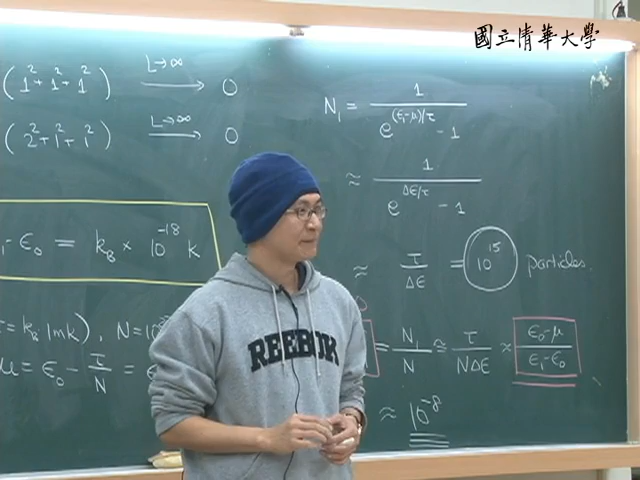 國立清華大學
(1² + 1² + 1²) L→∞ → 0
(2² + 1² + 1²) L→∞ → 0
-ε₀ = k_B × 10⁻¹⁸ K
= k_B 1mK), N = 10
μ = ε₀ - τ/N =
N₁ = 1/(e^((ε₁-μ)/τ) - 1)
≈ 1/(e^(Δε/τ) - 1)
≈ τ/Δε = 10¹⁵ particles.
= N₁/N ≅ τ/(NΔε) ≈ (ε₀-μ)/(ε₁-ε₀)
≈ 10⁻⁸
REEBOK